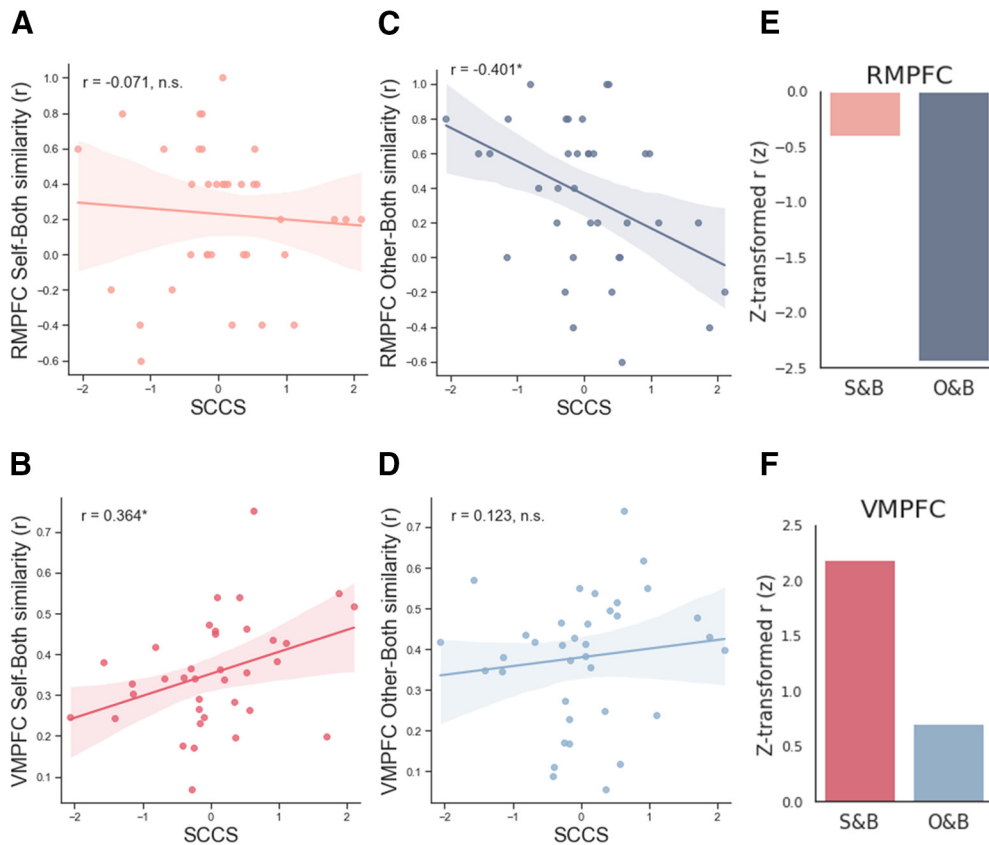 A
r = -0.071, n.s.
RMPFC Self-Both similarity (r)
1.0
0.8
0.6
0.4
0.2
0.0
−0.2
−0.4
−0.6
−2
−1
0
1
2
SCCS
C
r = -0.401*
RMPFC Other-Both similarity (r)
1.0
0.8
0.6
0.4
0.2
0.0
−0.2
−0.4
−0.6
−2
−1
0
1
2
SCCS
E
RMPFC
Z-transformed r (z)
0.0
−0.5
−1.0
−1.5
−2.0
−2.5
S&B
O&B
B
r = 0.364*
VMPFC Self-Both similarity (r)
0.7
0.6
0.5
0.4
0.3
0.2
0.1
−2
−1
0
1
2
SCCS
D
r = 0.123, n.s.
VMPFC Other-Both similarity (r)
0.7
0.6
0.5
0.4
0.3
0.2
0.1
−2
−1
0
1
2
SCCS
F
VMPFC
Z-transformed r (z)
2.5
2.0
1.5
1.0
0.5
0.0
S&B
O&B